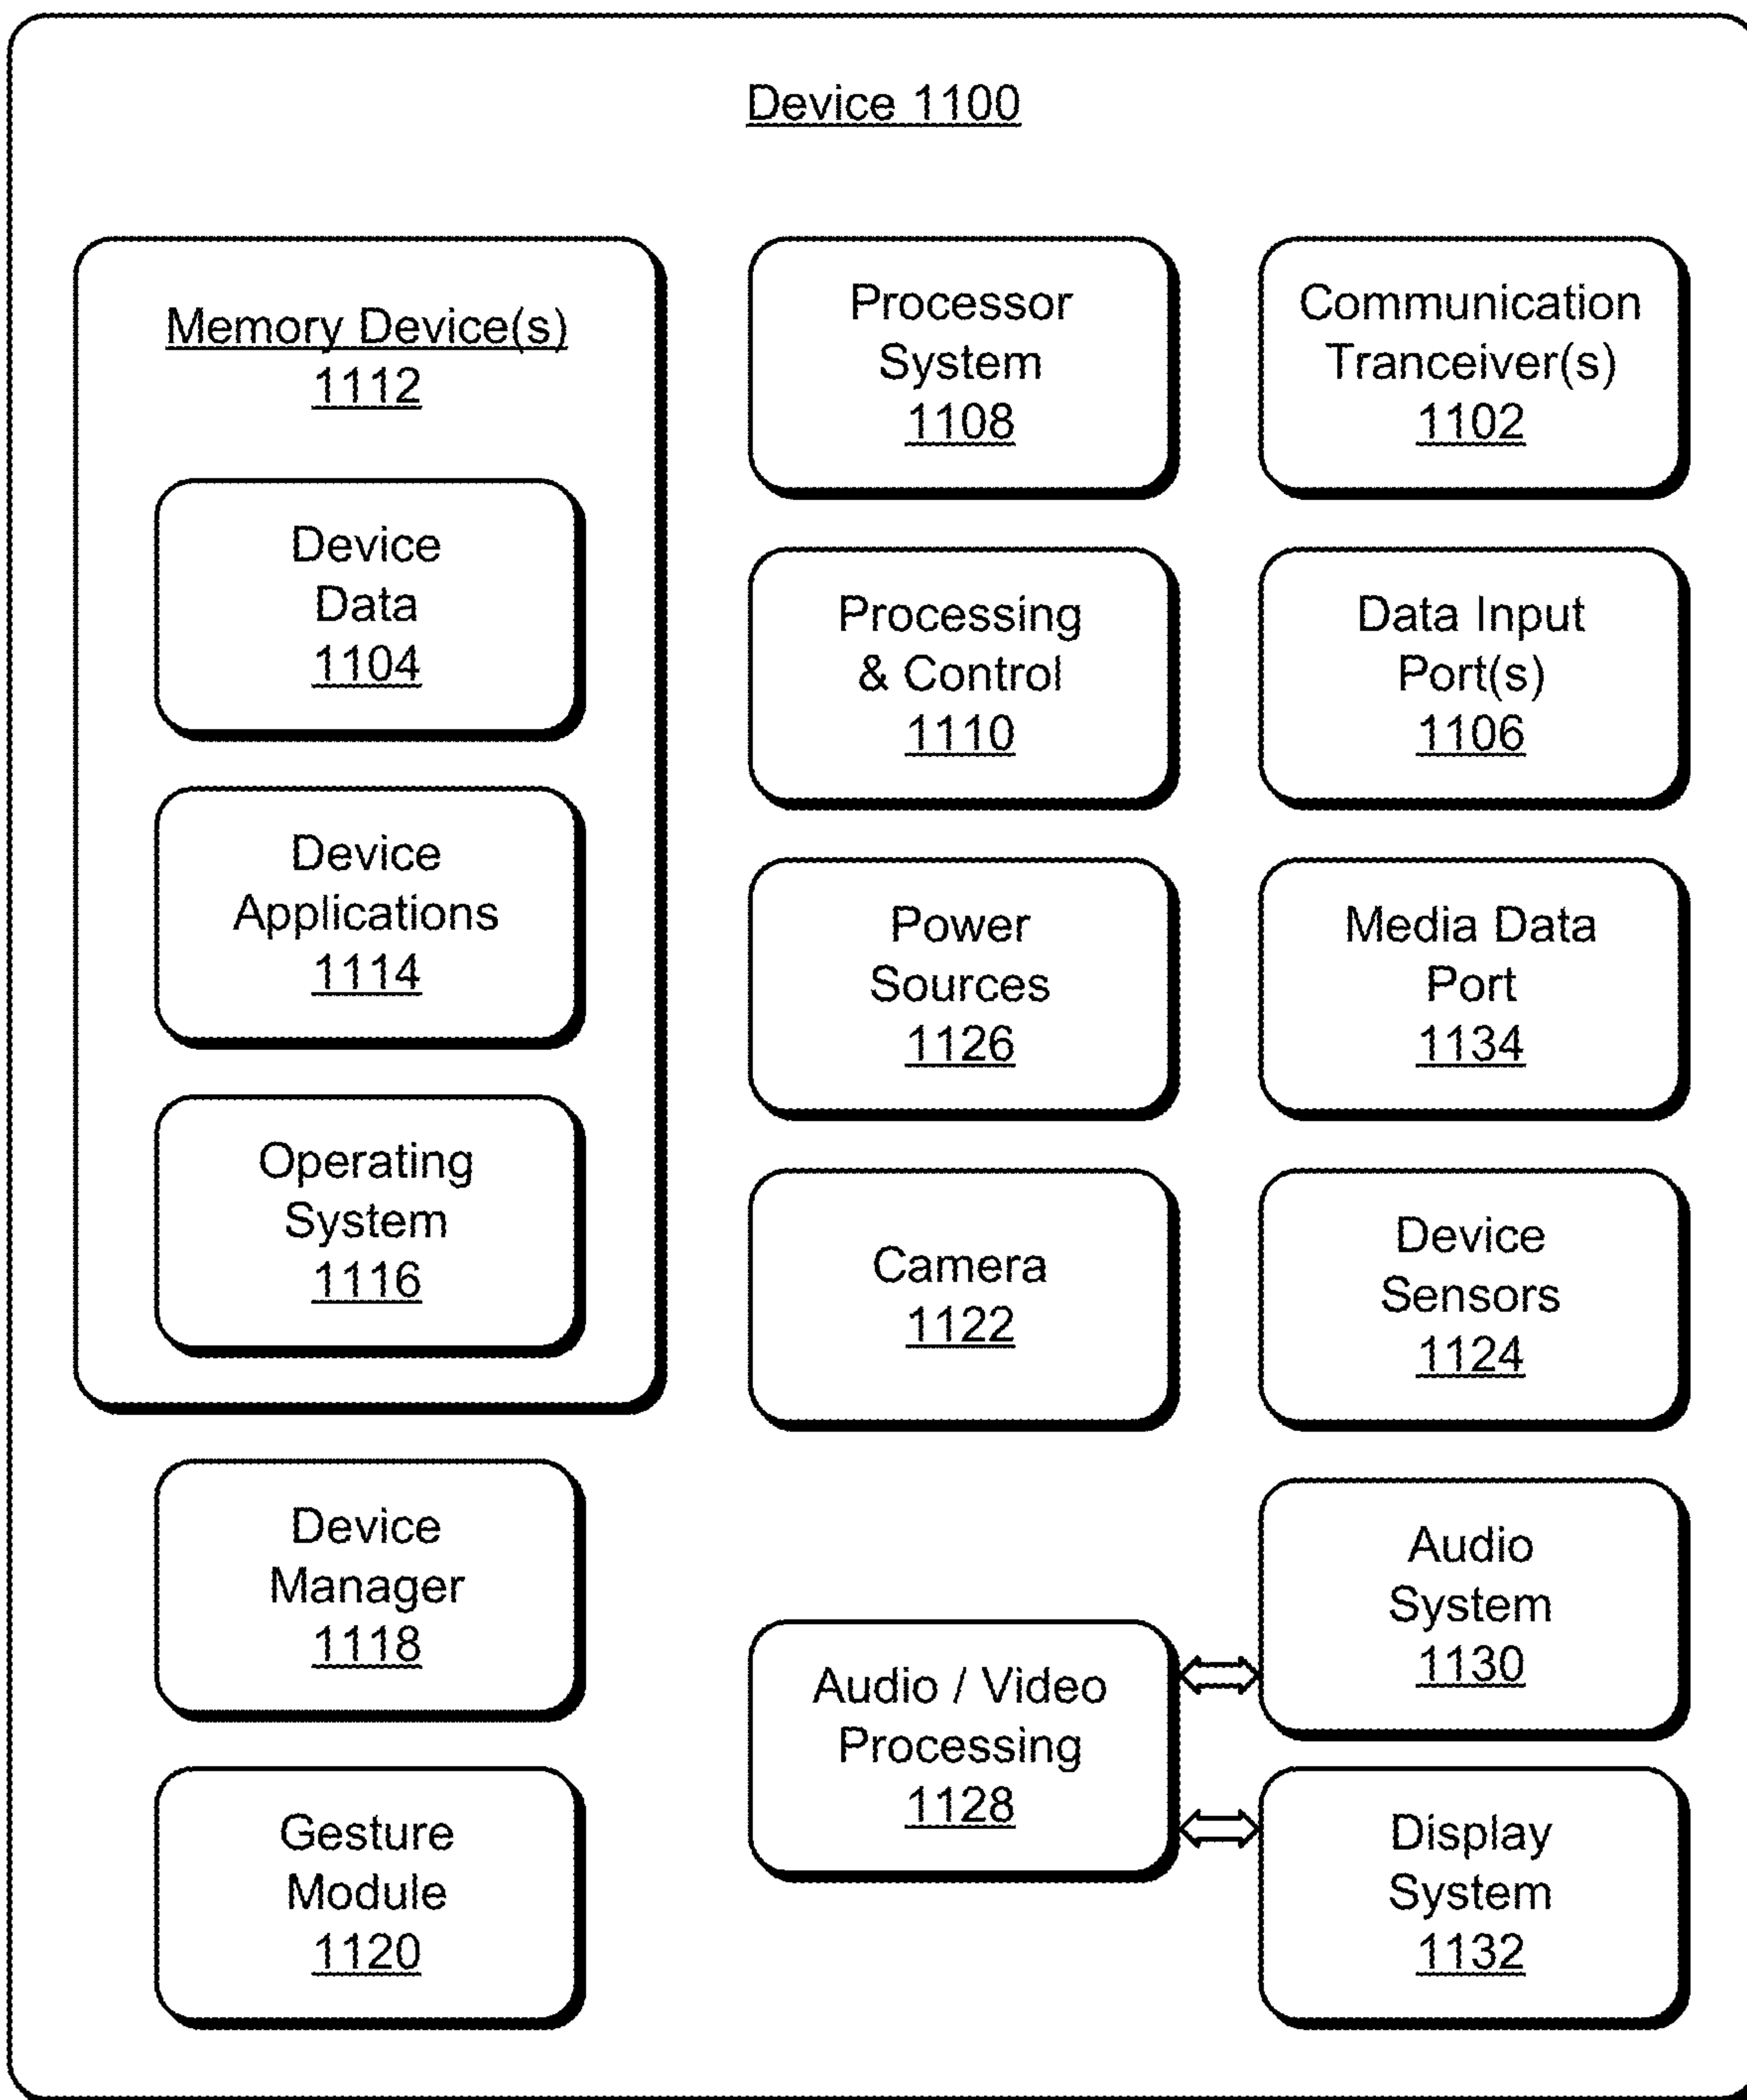 Device 1100
Memory Device(s)
1112
Device
Data
1104
Device
Applications
1114
Operating
System
1116
Device
Manager
1118
Gesture
Module
1120
Processor
System
1108
Processing
& Control
1110
Power
Sources
1126
Camera
1122
Audio / Video
Processing
1128
Communication
Tranceiver(s)
1102
Data Input
Port(s)
1106
Media Data
Port
1134
Device
Sensors
1124
Audio
System
1130
Display
System
1132